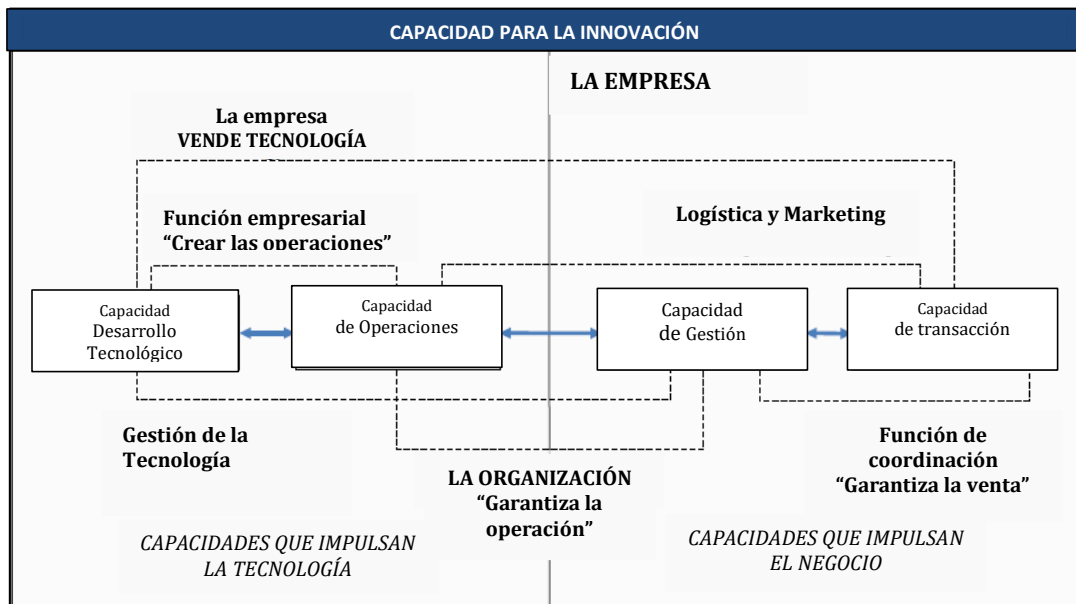 CAPACIDAD PARA LA INNOVACIÓN
LA EMPRESA
La empresa
VENDE TECNOLOGÍA
Función empresarial
“Crear las operaciones”
Logística y Marketing
Capacidad
Desarrollo
Tecnológico
Capacidad
de Operaciones
Capacidad
de Gestión
Capacidad
de transacción
Gestión de la
Tecnología
LA ORGANIZACIÓN
“Garantiza la
operación”
Función de
coordinación
“Garantiza la venta”
CAPACIDADES QUE IMPULSAN
LA TECNOLOGÍA
CAPACIDADES QUE IMPULSAN
EL NEGOCIO